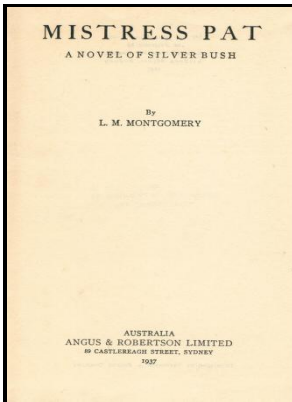 MISTRESS PAT
A NOVEL OF SILVER BUSH
By
L. M. MONTGOMERY
AUSTRALIA
ANGUS & ROBERTSON LIMITED
89 CASTLEREAGH STREET, SYDNEY
1937